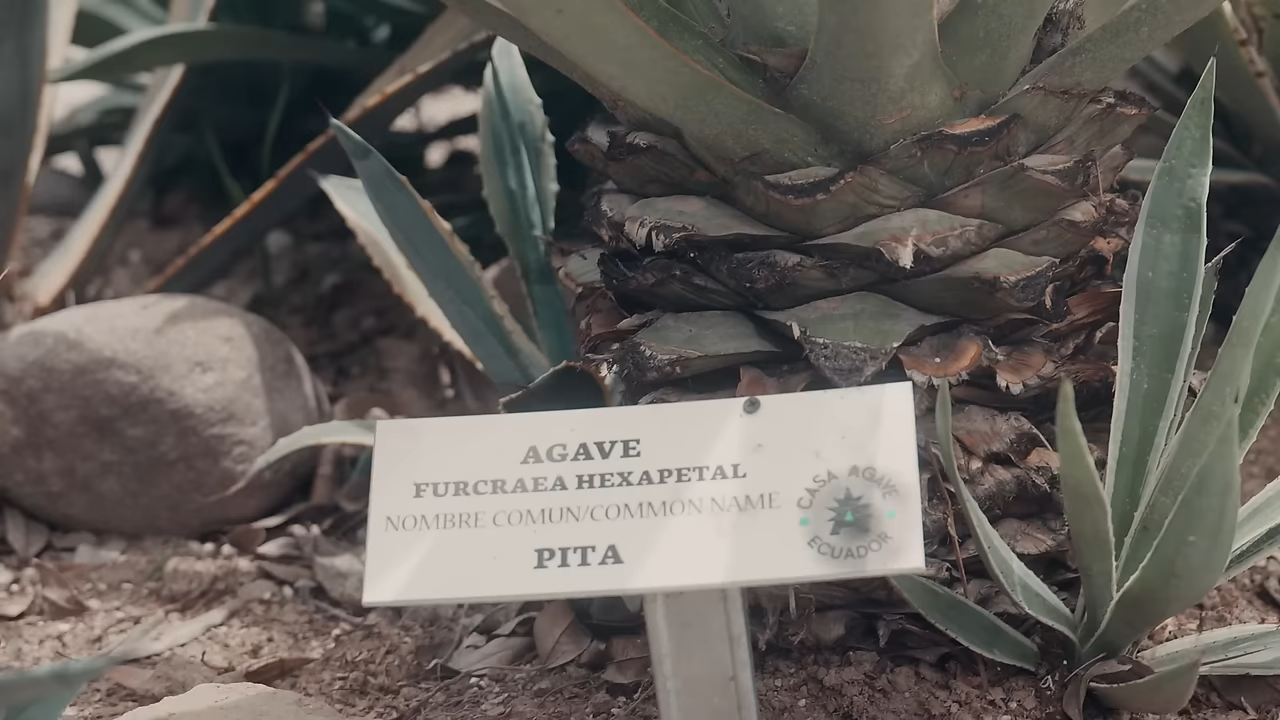 AGAVE
FURCRAEA HEXAPETAL
NOMBRE COMUN/COMMON NAME
PITA
CASA AGAVE
ECUADOR